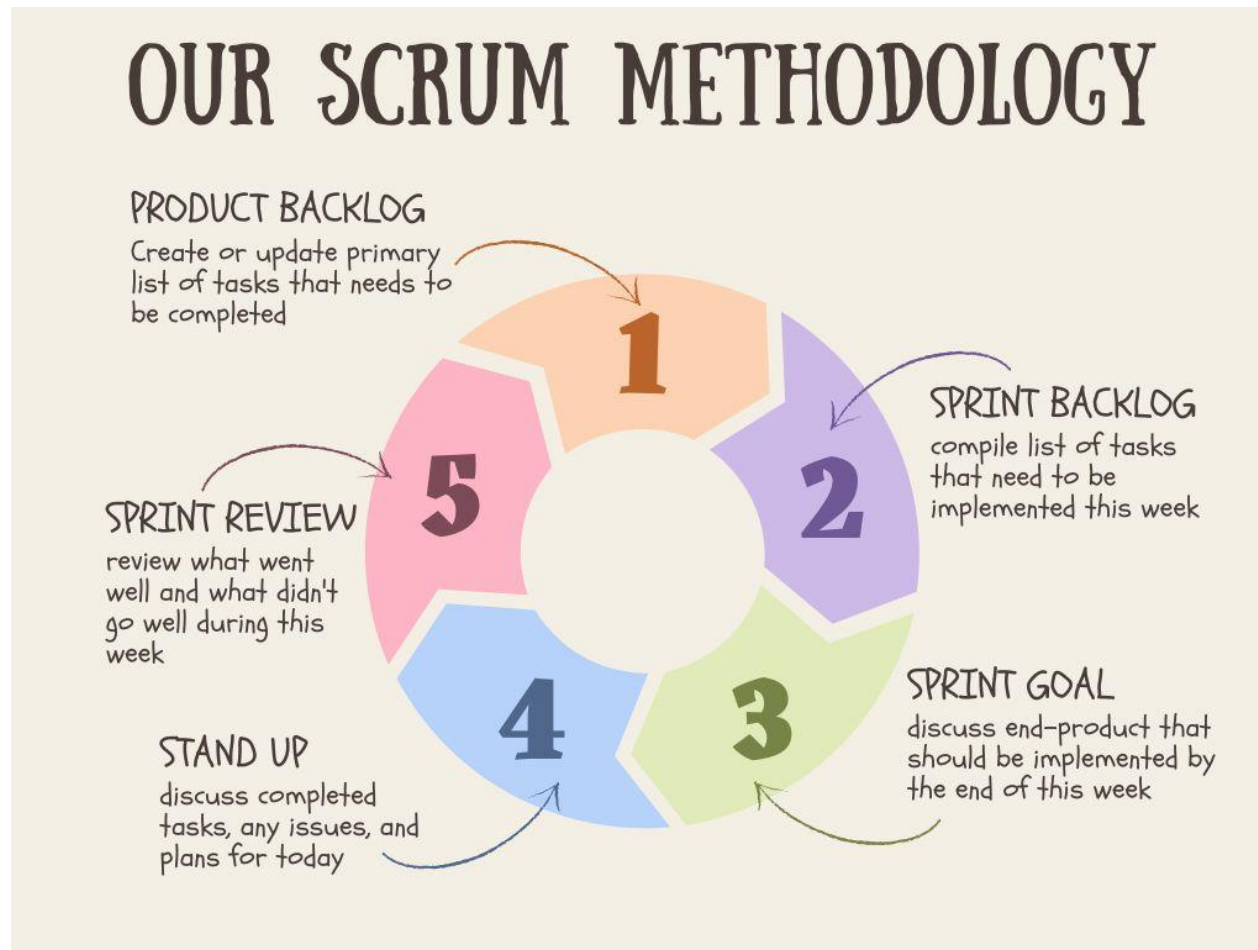 OUR SCRUM METHODOLOGY
PRODUCT BACKLOG
Create or update primary
list of tasks that needs to
be completed
1
SPRINT BACKLOG
compile list of tasks
that need to be
implemented this week
2
SPRINT GOAL
discuss end-product that
should be implemented by
the end of this week
3
STAND UP
discuss completed
tasks, any issues, and
plans for today
4
SPRINT REVIEW
review what went
well and what didn't
go well during this
week
5